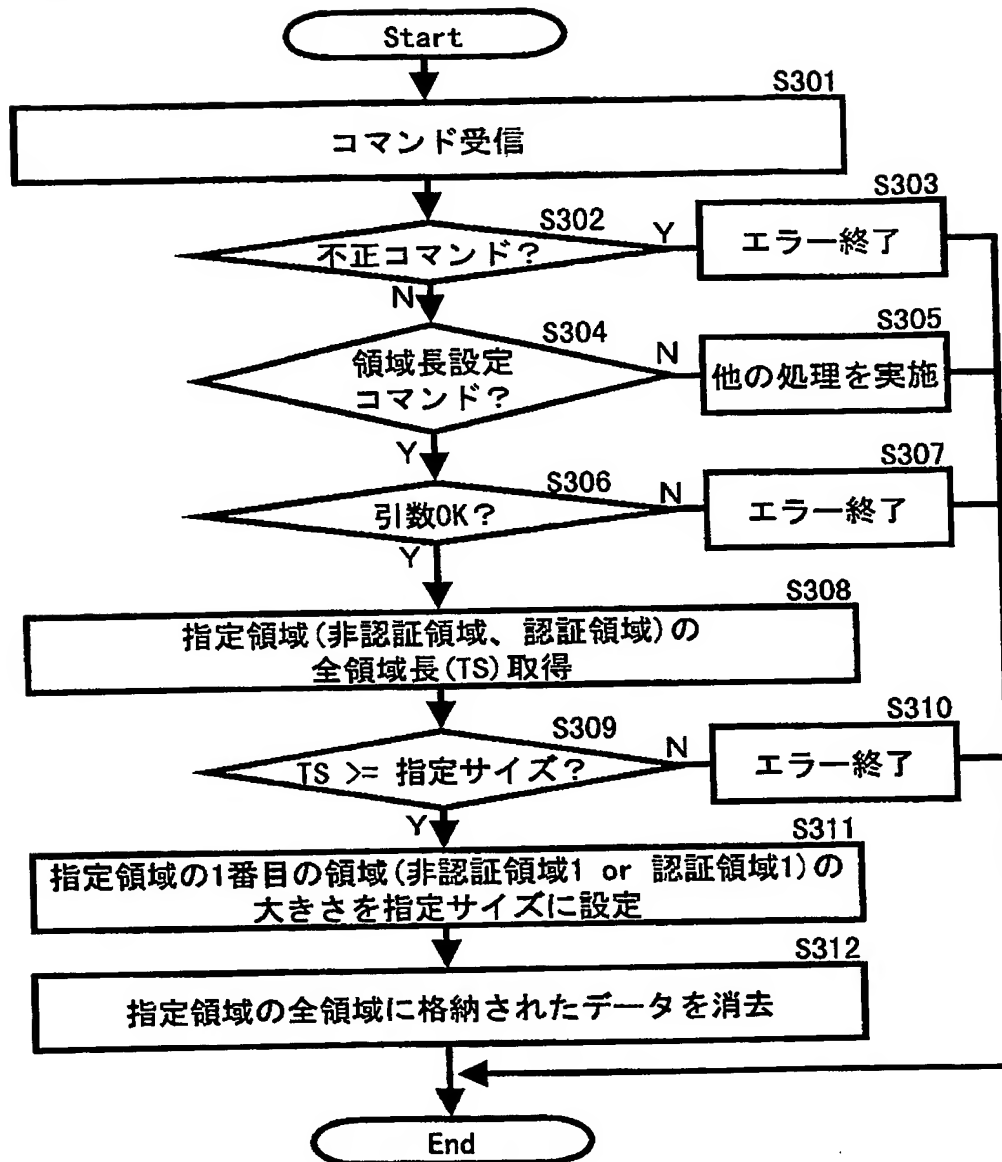 Start
S301
コマンド受信
S302
不正コマンド?
Y
N
S303
エラー終了
S304
領域長設定
コマンド?
N
Y
S305
他の処理を実施
S306
引数OK?
N
Y
S307
エラー終了
S308
指定領域(非認証領域、認証領域)の
全領域長(TS)取得
S309
TS >= 指定サイズ?
N
Y
S310
エラー終了
S311
指定領域の1番目の領域(非認証領域1 or 認証領域1)の
大きさを指定サイズに設定
S312
指定領域の全領域に格納されたデータを消去
End